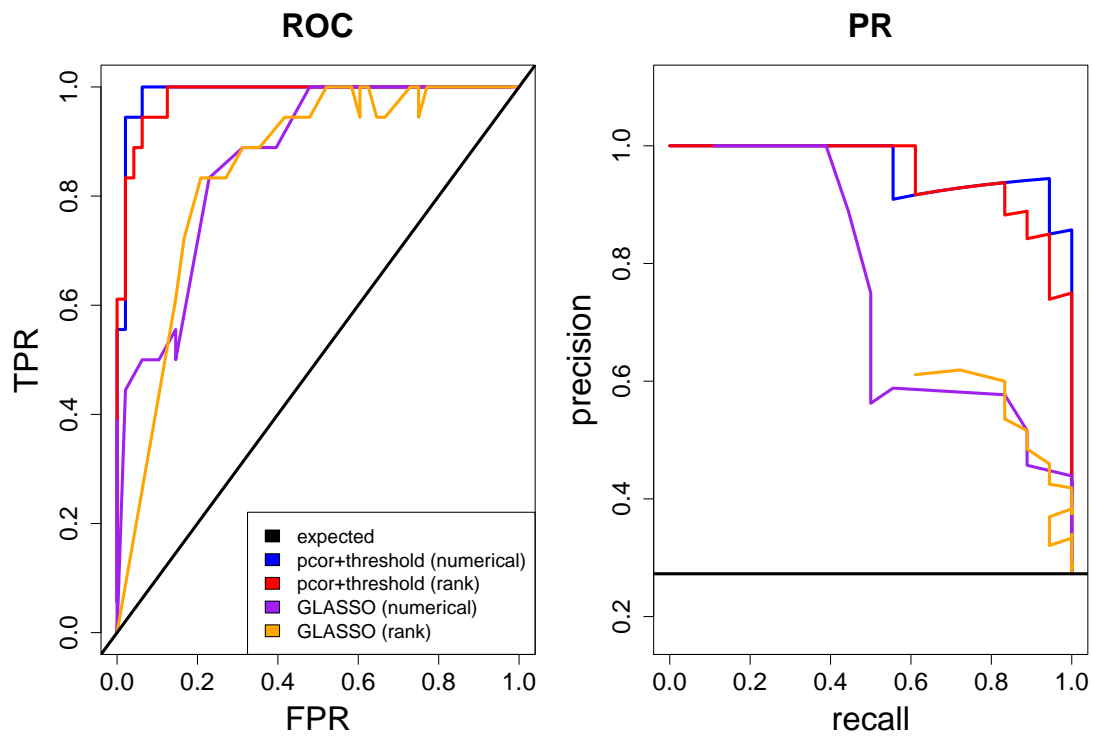 ROC
TPR
1.0
0.8
0.6
0.4
0.2
0.0
expected
pcor+threshold (numerical)
pcor+threshold (rank)
GLASSO (numerical)
GLASSO (rank)
0.0 0.2 0.4 0.6 0.8 1.0
FPR
PR
precision
1.0
0.8
0.6
0.4
0.2
0.0 0.2 0.4 0.6 0.8 1.0
recall